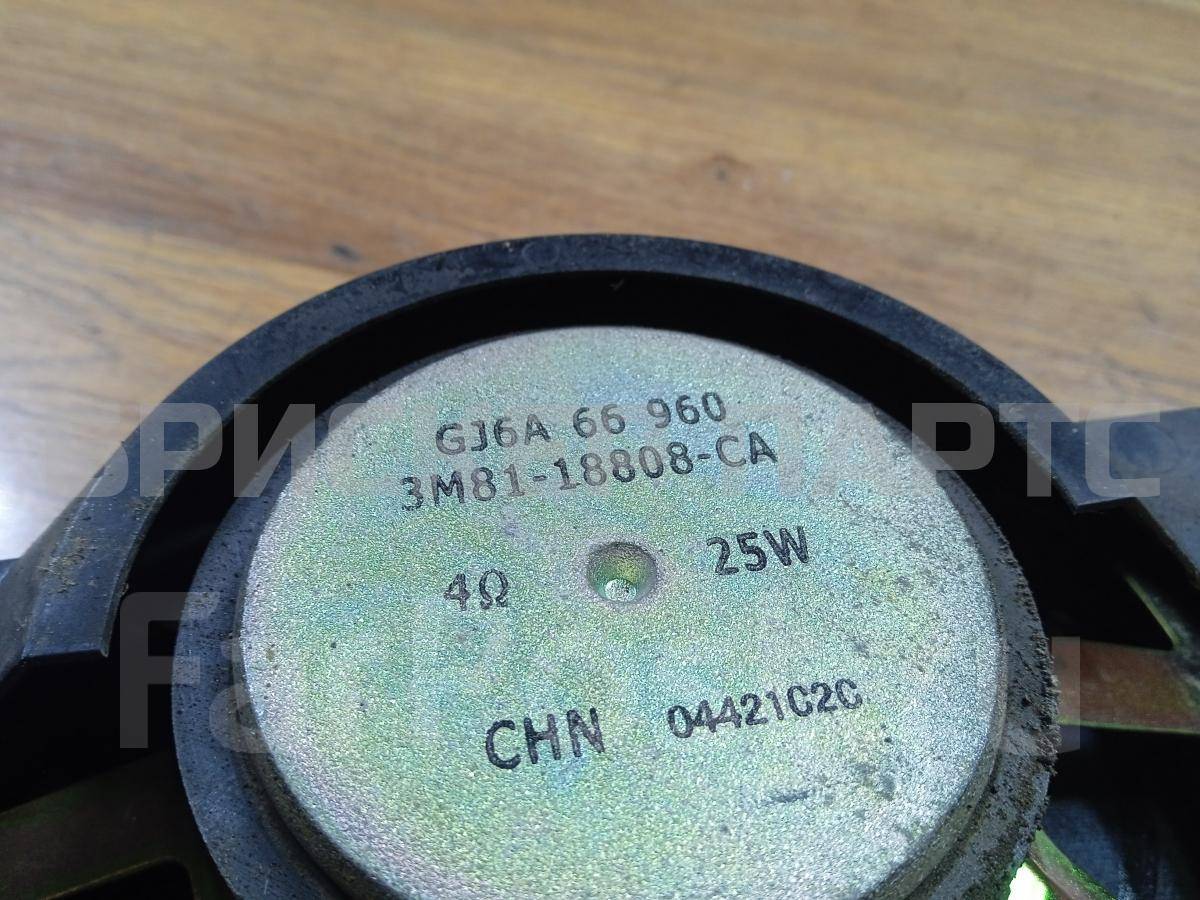 GJ6A 66 960
3M81-18808-CA
4Ω 25W
CHN 04421C2C